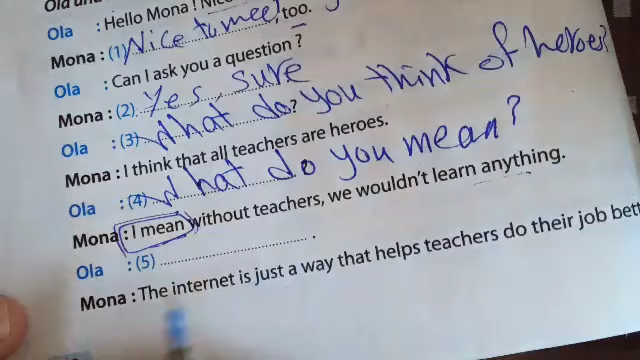 Ola : Hello Mona !
Mona : (1) Nice to meet, too.
Ola : Can I ask you a question ?
Mona : (2) Yes, sure
Ola : (3) What do you think of heroes?
Mona : I think that all teachers are heroes.
Ola : (4) What do you mean?
Mona : I mean without teachers, we wouldn't learn anything.
Ola : (5) .
Mona : The internet is just a way that helps teachers do their job